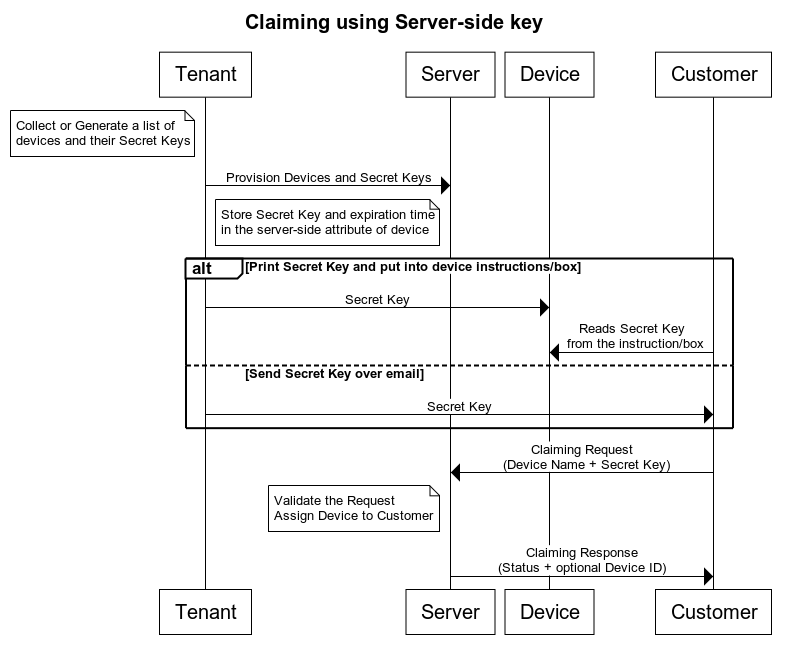 Claiming using Server-side key
Tenant
Server
Device
Customer
Collect or Generate a list of
devices and their Secret Keys
Provision Devices and Secret Keys
Store Secret Key and expiration time
in the server-side attribute of device
alt
[Print Secret Key and put into device instructions/box]
Secret Key
Reads Secret Key
from the instruction/box
[Send Secret Key over email]
Secret Key
Claiming Request
(Device Name + Secret Key)
Validate the Request
Assign Device to Customer
Claiming Response
(Status + optional Device ID)
Tenant
Server
Device
Customer